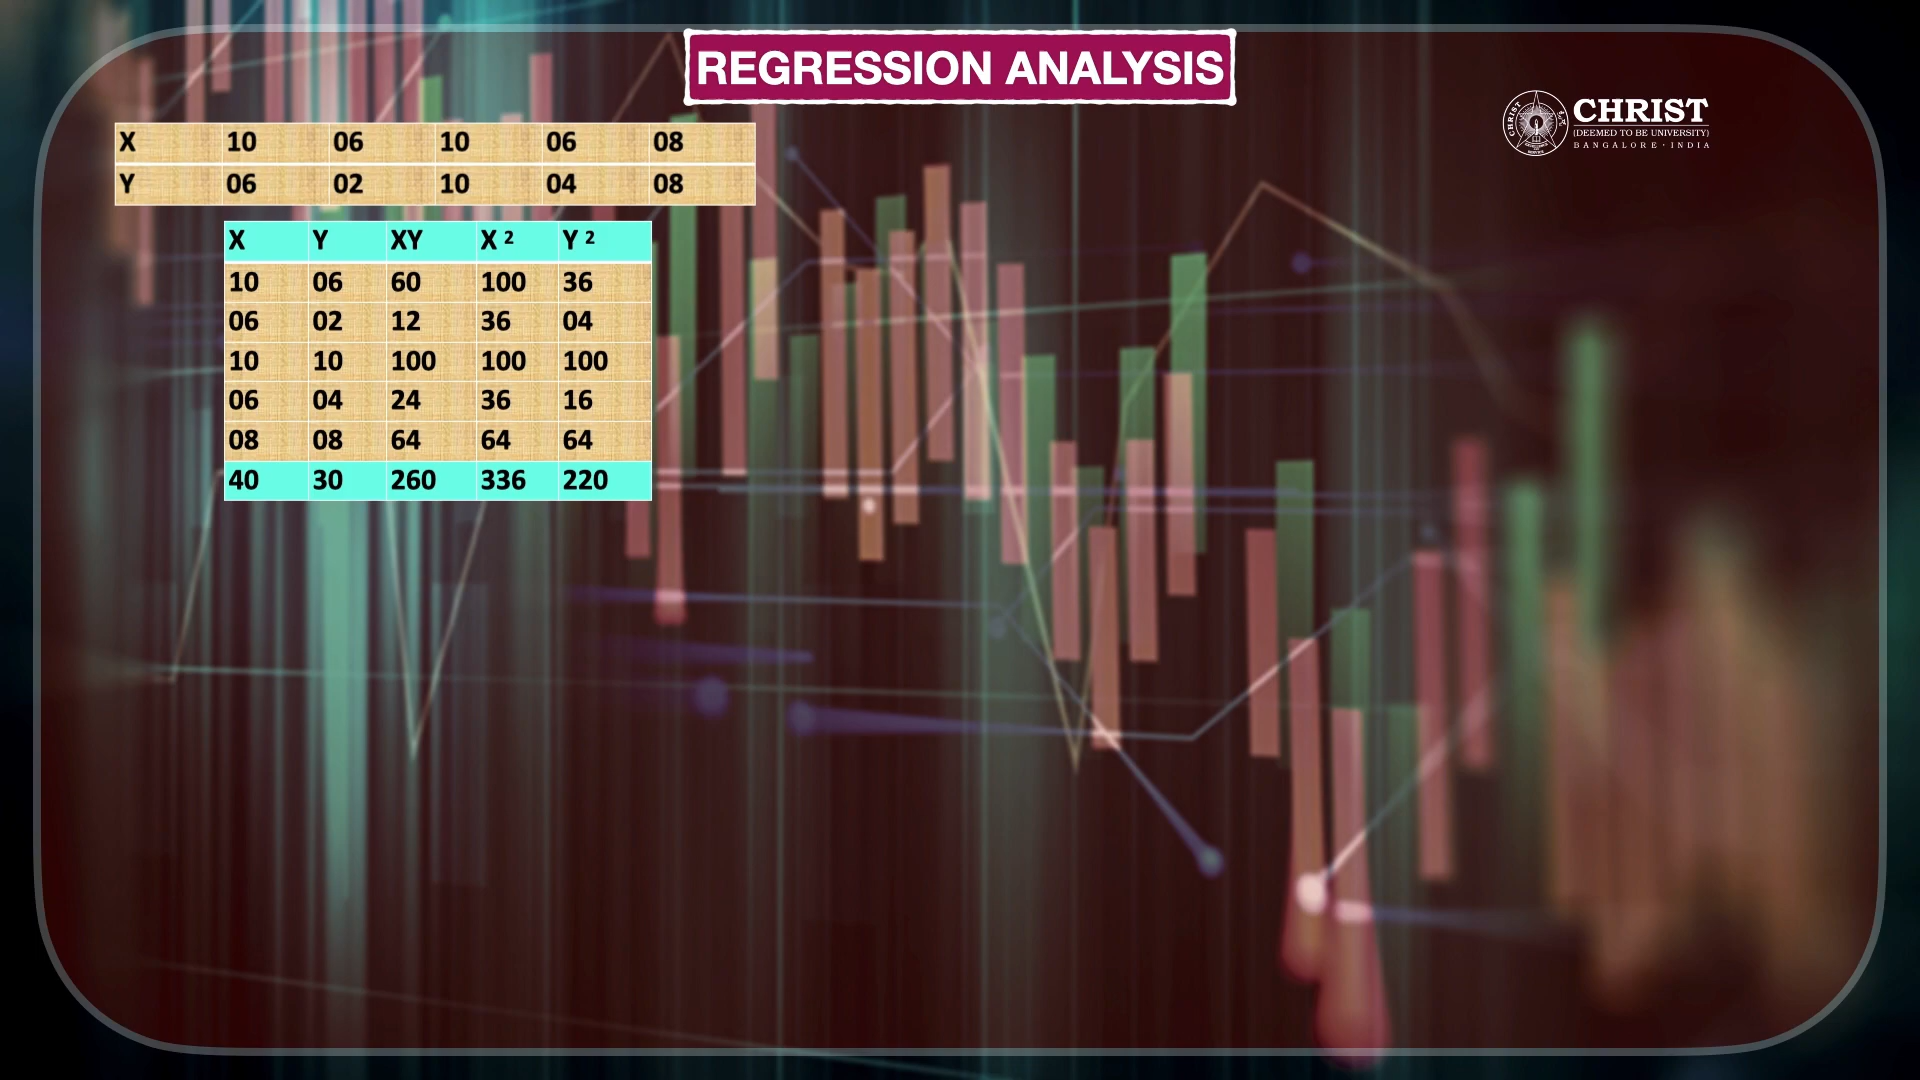 REGRESSION ANALYSIS
CHRIST
(DEEMED TO BE UNIVERSITY)
BANGALORE · INDIA
X 10 06 10 06 08
Y 06 02 10 04 08
X Y XY X ² Y ²
10 06 60 100 36
06 02 12 36 04
10 10 100 100 100
06 04 24 36 16
08 08 64 64 64
40 30 260 336 220